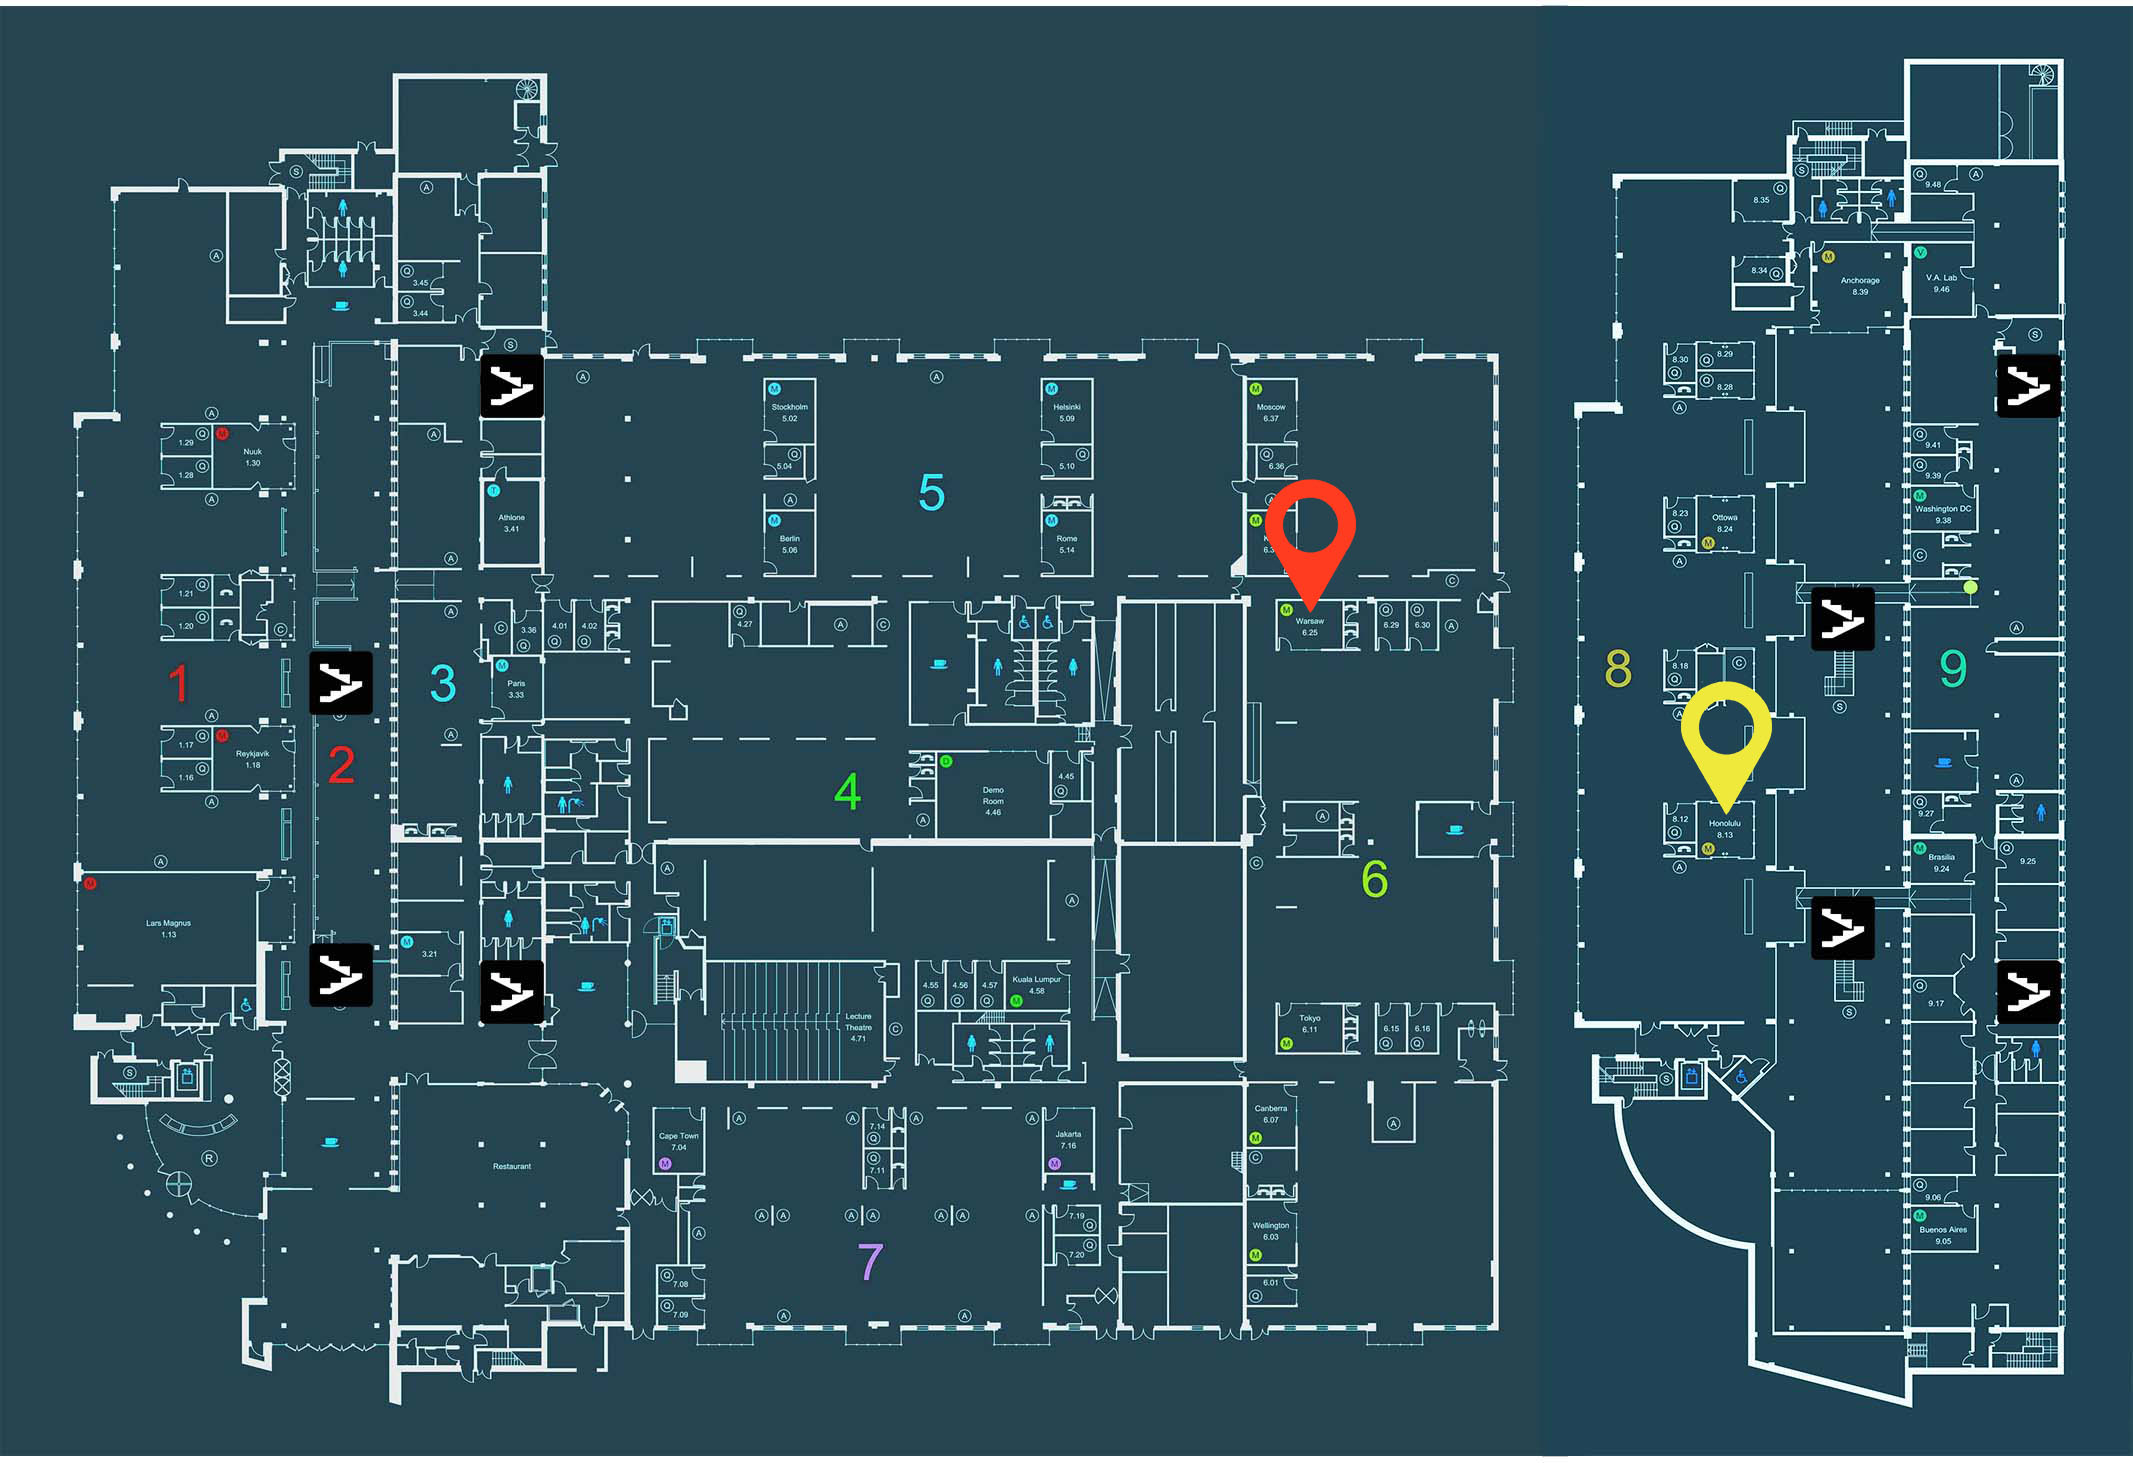 S
A
A
Q
3.45
Q
3.44
S
A
A
M
Stockholm
5.02
Q
5.04
A
M
Berlin
5.06
M
Helsinki
5.09
Q
5.10
M
Rome
5.14
5
M
Moscow
6.37
Q
6.36
M
A
A
1.29
Q
1.28
Q
M
Nuuk
1.30
A
A
T
Athlone
3.41
A
C
1.21
Q
1.20
Q
C
A
C
3.36
Q
4.01
Q
4.02
Q
Q
4.27
A
C
M
Warsaw
6.25
Q
6.29
Q
6.30
A
1
2
3
M
Paris
3.33
A
A
1.17
Q
1.16
Q
M
Reykjavik
1.18
A
A
4
D
Demo
Room
4.46
4.45
Q
A
A
C
6
M
Lars Magnus
1.13
M
3.21
A
A
4.55
Q
4.56
Q
4.57
Q
Kuala Lumpur
4.58
M
Lecture
Theatre
4.71
C
Tokyo
6.11
M
6.15
Q
6.16
Q
S
R
Restaurant
Cape Town
7.04
M
A
A
7.14
Q
Q
7.11
A
A
Jakarta
7.16
M
Canberra
6.07
M
C
A
A
A
A
A
A
A
A
A
7
7.19
Q
Q
7.20
Wellington
6.03
M
6.01
Q
Q
7.08
Q
7.09
A
A
S
Q
8.35
8.34
Q
M
Anchorage
8.39
Q
9.48
A
V
V.A. Lab
9.46
S
8.30
Q
8.29
Q
Q
8.28
A
Q
9.41
Q
9.39
M
Washington DC
9.38
C
8.23
Q
Ottowa
8.24
M
A
A
8
8.18
Q
C
A
S
9
A
8.12
Q
Honolulu
8.13
M
A
Q
9.27
M
Brasilia
9.24
Q
9.25
Q
9.17
S
S
Q
9.06
M
Buenos Aires
9.05